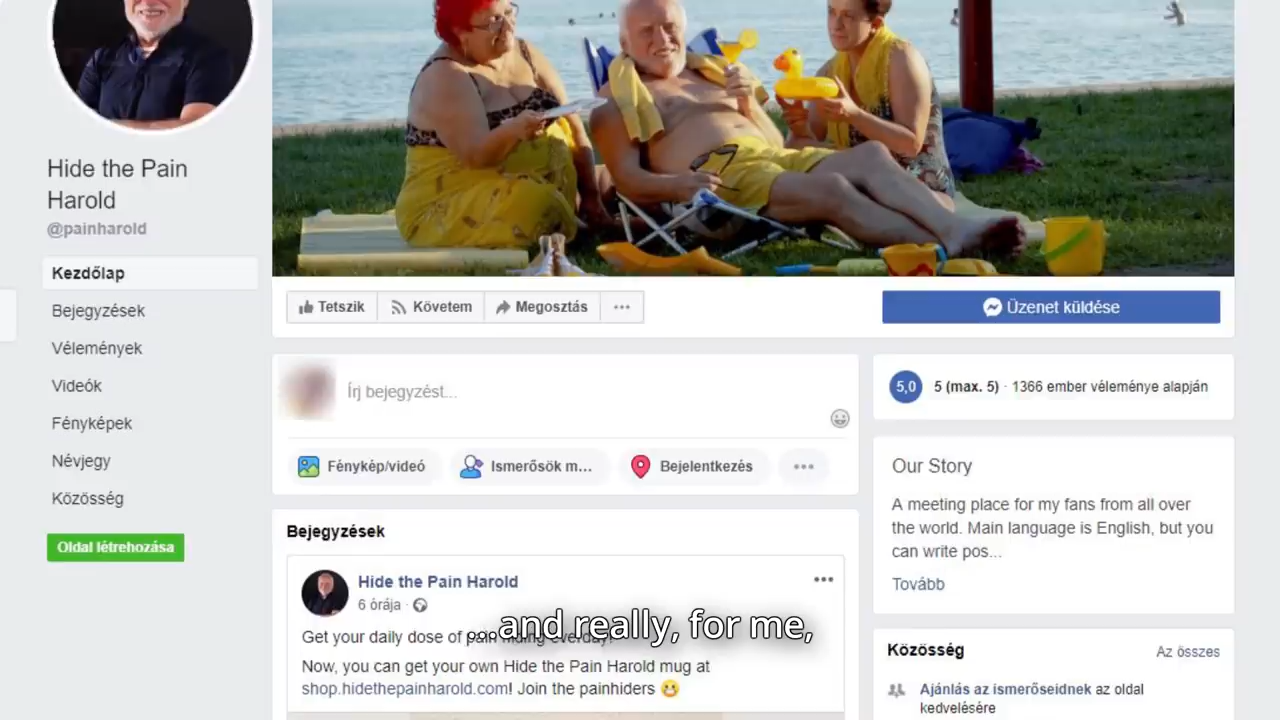 Hide the Pain
Harold
@painharold
Kezdőlap
Bejegyzések
Vélemények
Videók
Fényképek
Névjegy
Közösség
Oldal létrehozása
Tetszik
Követem
Megosztás
Üzenet küldése
Írj bejegyzést...
Fénykép/videó
Ismerősök m...
Bejelentkezés
Bejegyzések
Hide the Pain Harold
6 órája
Get your daily dose of pain hiding everday!
...and really, for me,
Now, you can get your own Hide the Pain Harold mug at
shop.hidethepainharold.com! Join the painhiders
5,0 5 (max. 5) · 1366 ember véleménye alapján
Our Story
A meeting place for my fans from all over
the world. Main language is English, but you
can write pos...
Tovább
Közösség Az összes
Ajánlás az ismerőseidnek az oldal
kedvelésére